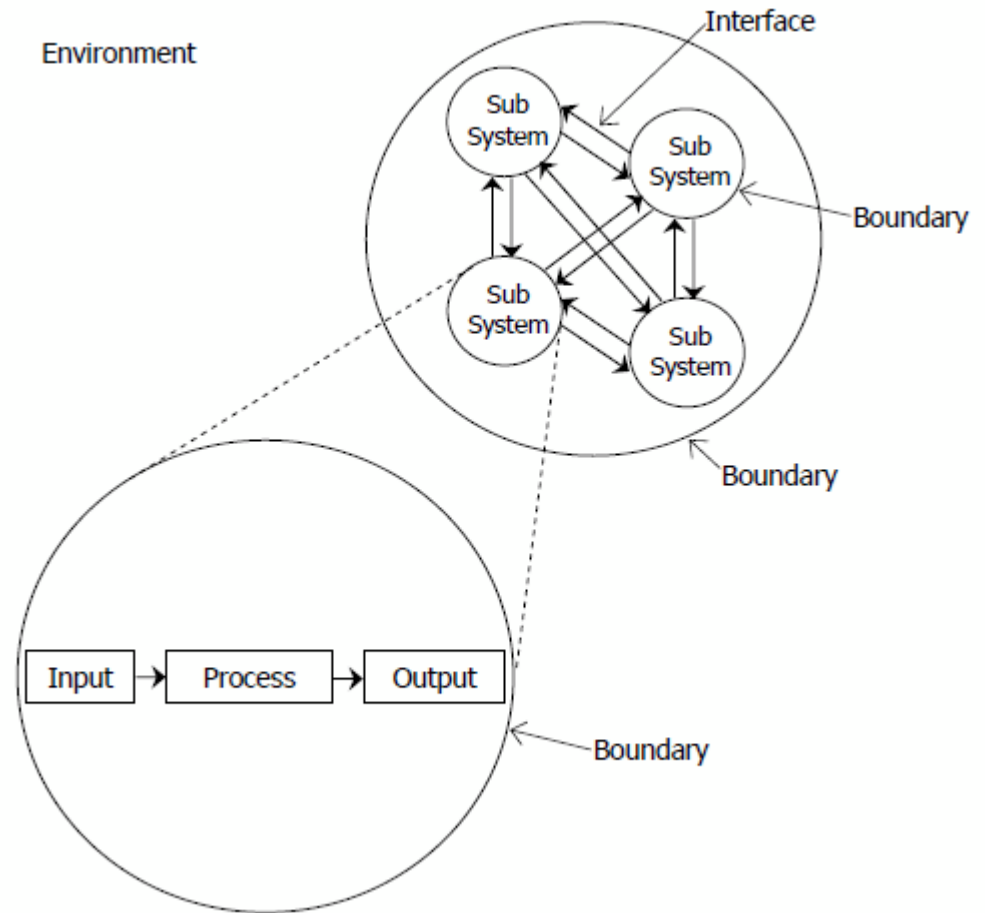 Interface
Environment
Sub
System
Sub
System
Boundary
Sub
System
Sub
System
Boundary
Input
Process
Output
Boundary